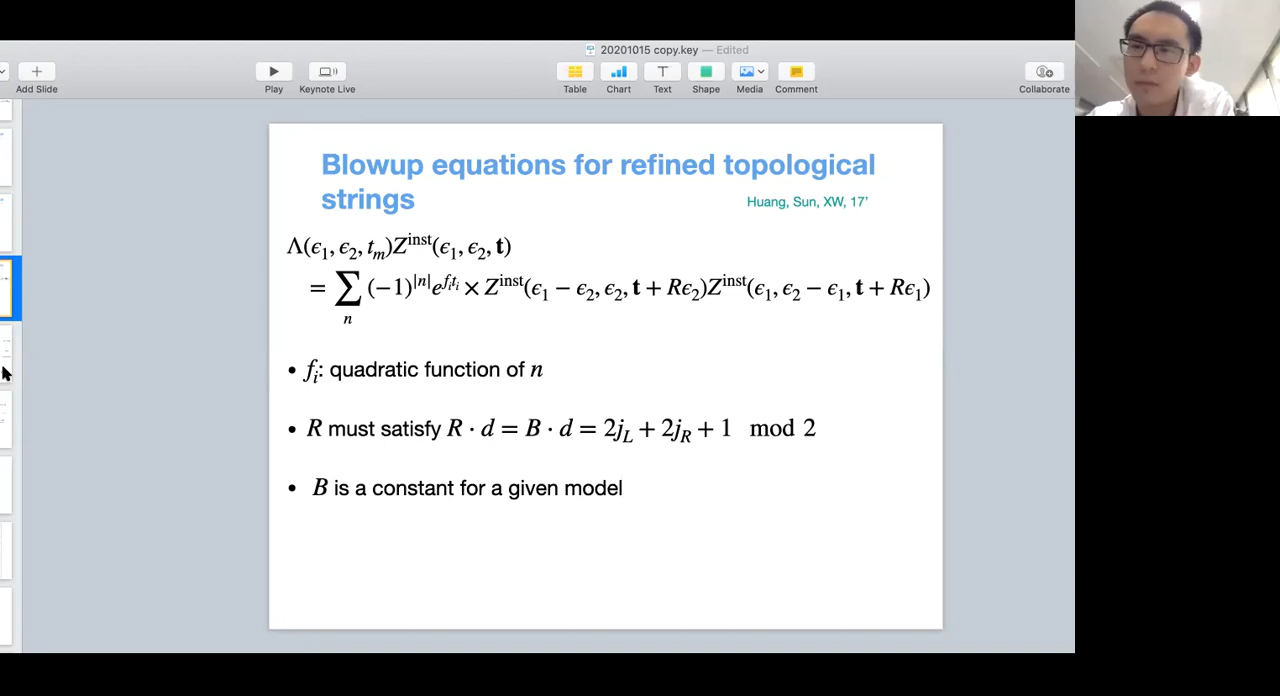 20201015 copy.key — Edited
Add Slide
Play
Keynote Live
Table
Chart
Text
Shape
Media
Comment
Collaborate
Blowup equations for refined topological
strings
Huang, Sun, XW, 17’
Λ(ϵ₁, ϵ₂, tₘ)Zⁱⁿˢᵗ(ϵ₁, ϵ₂, t)
= ∑ₙ (−1)^|n| e^{fᵢtᵢ} × Zⁱⁿˢᵗ(ϵ₁ − ϵ₂, ϵ₂, t + Rϵ₂)Zⁱⁿˢᵗ(ϵ₁, ϵ₂ − ϵ₁, t + Rϵ₁)
• fᵢ: quadratic function of n
• R must satisfy R · d = B · d = 2j_L + 2j_R + 1 mod 2
• B is a constant for a given model